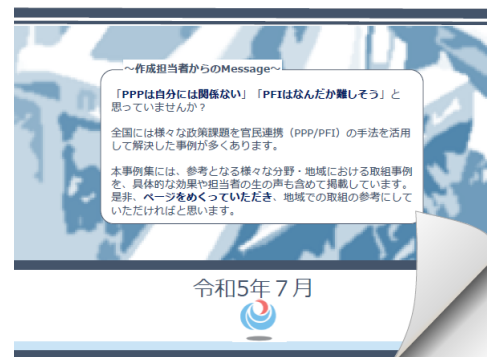 ～作成担当者からのMessage～
「PPPは自分には関係ない」「PFIはなんだか難しそう」と
思っていませんか？
全国には様々な政策課題を官民連携（PPP/PFI）の手法を活用
して解決した事例が多くあります。
本事例集には、参考となる様々な分野・地域における取組事例
を、具体的な効果や担当者の生の声も含めて掲載しています。
是非、ページをめくっていただき、地域での取組の参考にして
いただければと思います。
令和5年７月